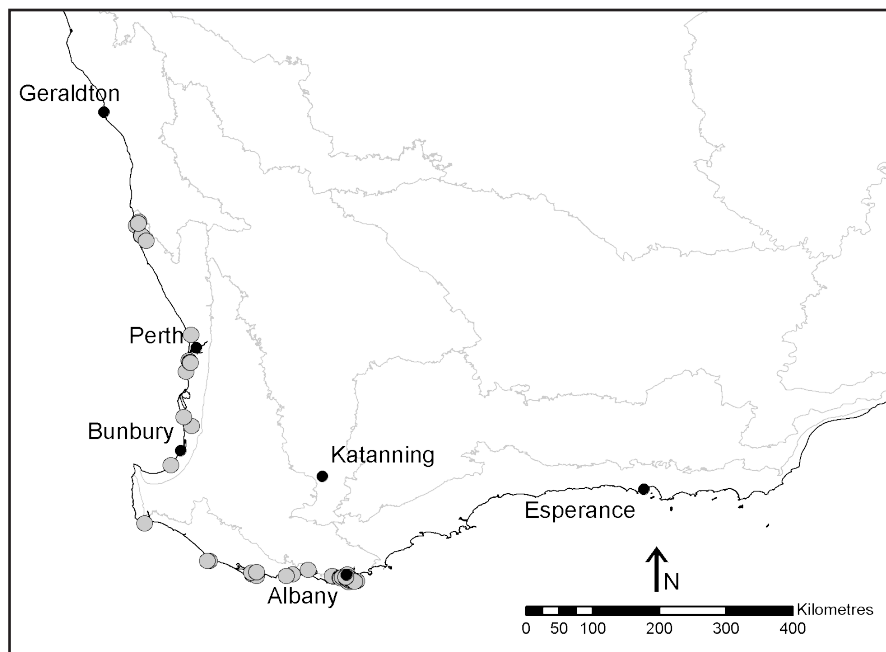 Geraldton
Perth
Bunbury
Katanning
Esperance
Albany
N
Kilometres
0 50 100 200 300 400